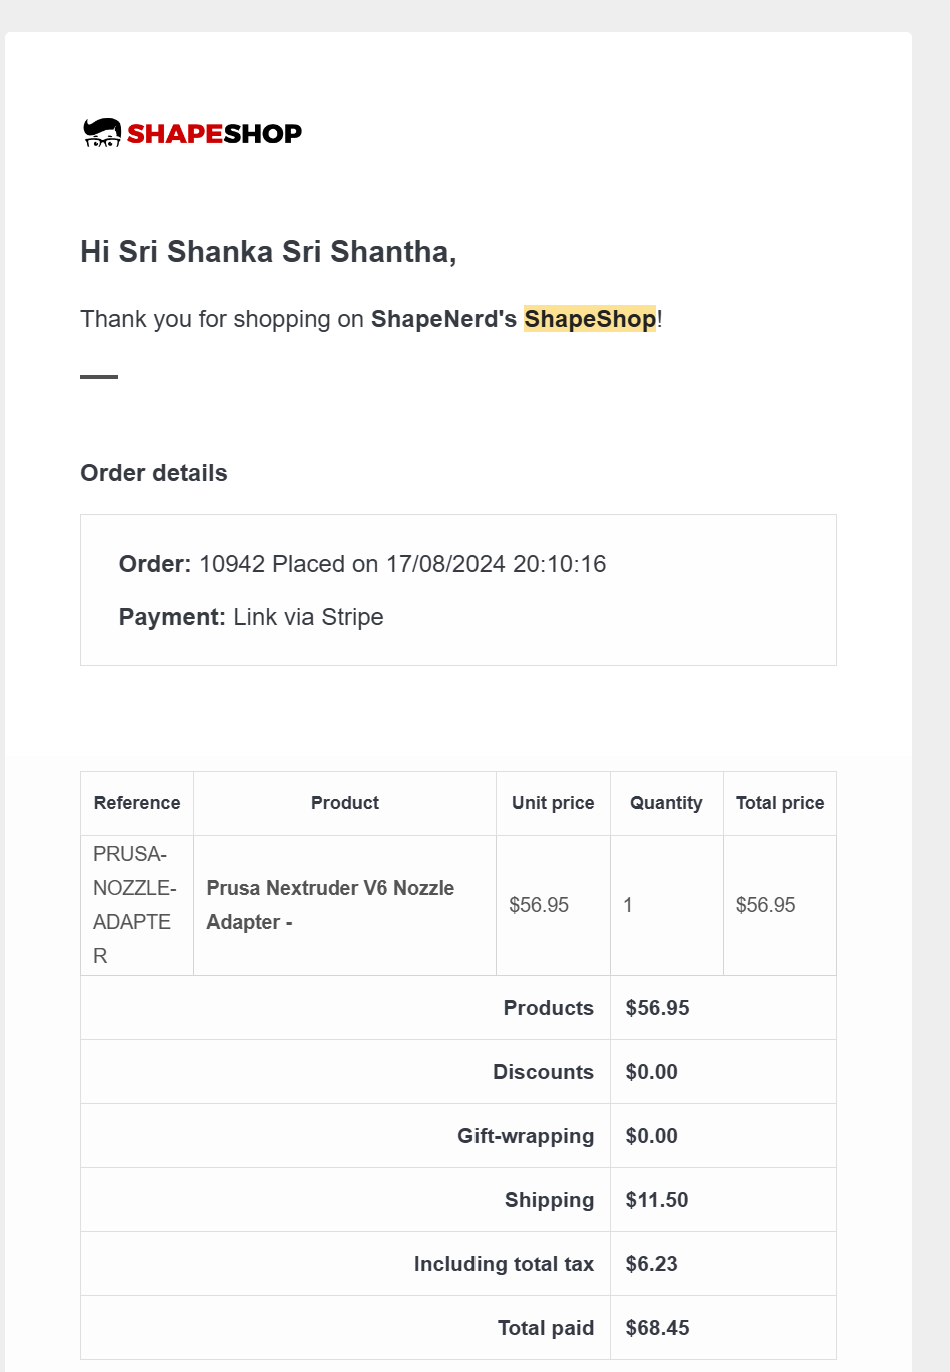 SHAPESHOP
Hi Sri Shanka Sri Shantha,
Thank you for shopping on ShapeNerd's ShapeShop!
Order details
Order: 10942 Placed on 17/08/2024 20:10:16
Payment: Link via Stripe
Reference Product Unit price Quantity Total price
PRUSA-
NOZZLE-
ADAPTE
R
Prusa Nextruder V6 Nozzle
Adapter -
$56.95 1 $56.95
Products $56.95
Discounts $0.00
Gift-wrapping $0.00
Shipping $11.50
Including total tax $6.23
Total paid $68.45